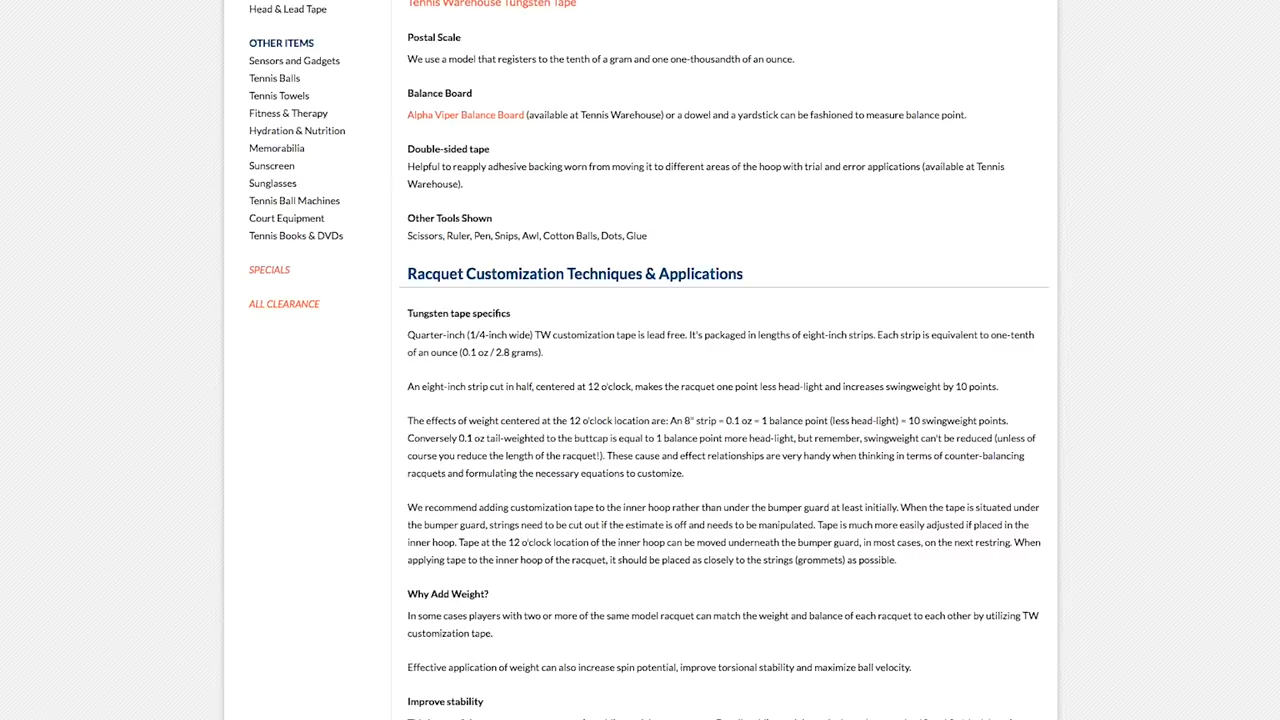 Head & Lead Tape
OTHER ITEMS
Sensors and Gadgets
Tennis Balls
Tennis Towels
Fitness & Therapy
Hydration & Nutrition
Memorabilia
Sunscreen
Sunglasses
Tennis Ball Machines
Court Equipment
Tennis Books & DVDs
SPECIALS
ALL CLEARANCE
Tennis Warehouse Tungsten Tape
Postal Scale
We use a model that registers to the tenth of a gram and one one-thousandth of an ounce.
Balance Board
Alpha Viper Balance Board (available at Tennis Warehouse) or a dowel and a yardstick can be fashioned to measure balance point.
Double-sided tape
Helpful to reapply adhesive backing worn from moving it to different areas of the hoop with trial and error applications (available at Tennis
Warehouse).
Other Tools Shown
Scissors, Ruler, Pen, Snips, Awl, Cotton Balls, Dots, Glue
Racquet Customization Techniques & Applications
Tungsten tape specifics
Quarter-inch (1/4-inch wide) TW customization tape is lead free. It's packaged in lengths of eight-inch strips. Each strip is equivalent to one-tenth
of an ounce (0.1 oz / 2.8 grams).
An eight-inch strip cut in half, centered at 12 o'clock, makes the racquet one point less head-light and increases swingweight by 10 points.
The effects of weight centered at the 12 o'clock location are: An 8" strip = 0.1 oz = 1 balance point (less head-light) = 10 swingweight points.
Conversely 0.1 oz tail-weighted to the buttcap is equal to 1 balance point more head-light, but remember, swingweight can't be reduced (unless of
course you reduce the length of the racquet!). These cause and effect relationships are very handy when thinking in terms of counter-balancing
racquets and formulating the necessary equations to customize.
We recommend adding customization tape to the inner hoop rather than under the bumper guard at least initially. When the tape is situated under
the bumper guard, strings need to be cut out if the estimate is off and needs to be manipulated. Tape is much more easily adjusted if placed in the
inner hoop. Tape at the 12 o'clock location of the inner hoop can be moved underneath the bumper guard, in most cases, on the next restring. When
applying tape to the inner hoop of the racquet, it should be placed as closely to the strings (grommets) as possible.
Why Add Weight?
In some cases players with two or more of the same model racquet can match the weight and balance of each racquet to each other by utilizing TW
customization tape.
Effective application of weight can also increase spin potential, improve torsional stability and maximize ball velocity.
Improve stability